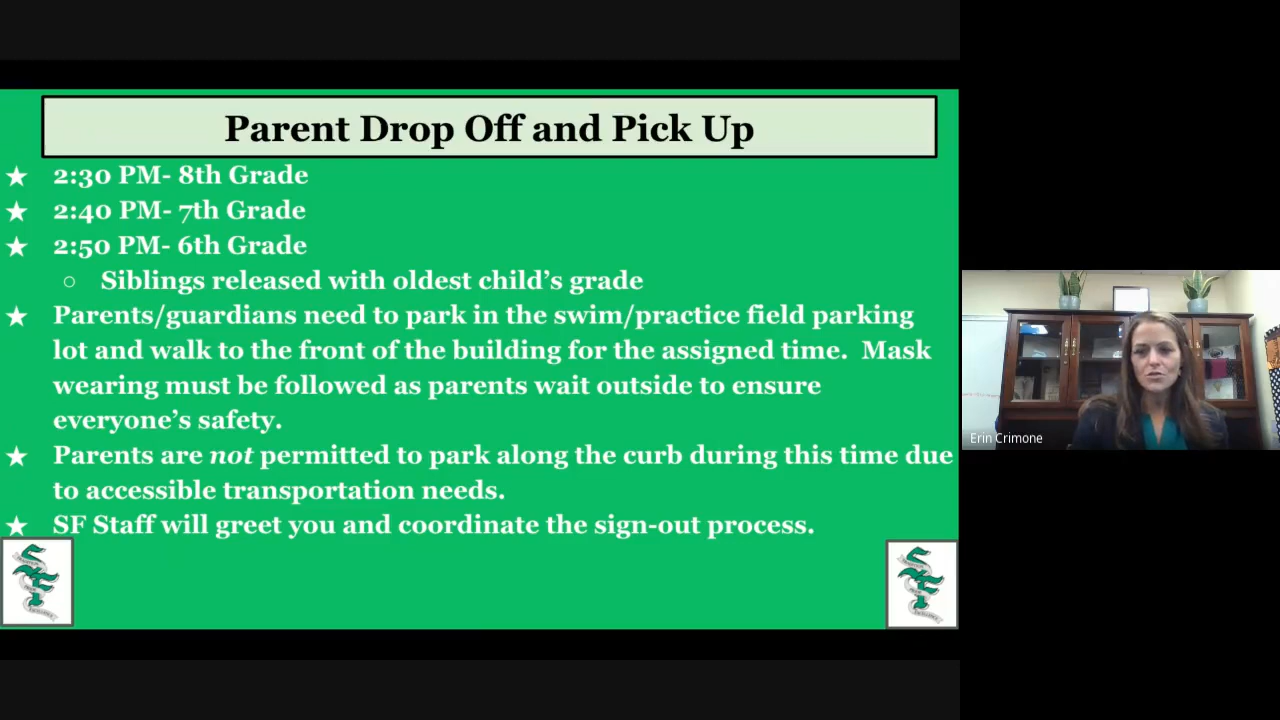 Parent Drop Off and Pick Up
★ 2:30 PM- 8th Grade
★ 2:40 PM- 7th Grade
★ 2:50 PM- 6th Grade
○ Siblings released with oldest child’s grade
★ Parents/guardians need to park in the swim/practice field parking
lot and walk to the front of the building for the assigned time.  Mask
wearing must be followed as parents wait outside to ensure
everyone’s safety.
★ Parents are not permitted to park along the curb during this time due
to accessible transportation needs.
★ SF Staff will greet you and coordinate the sign-out process.
Erin Crimone